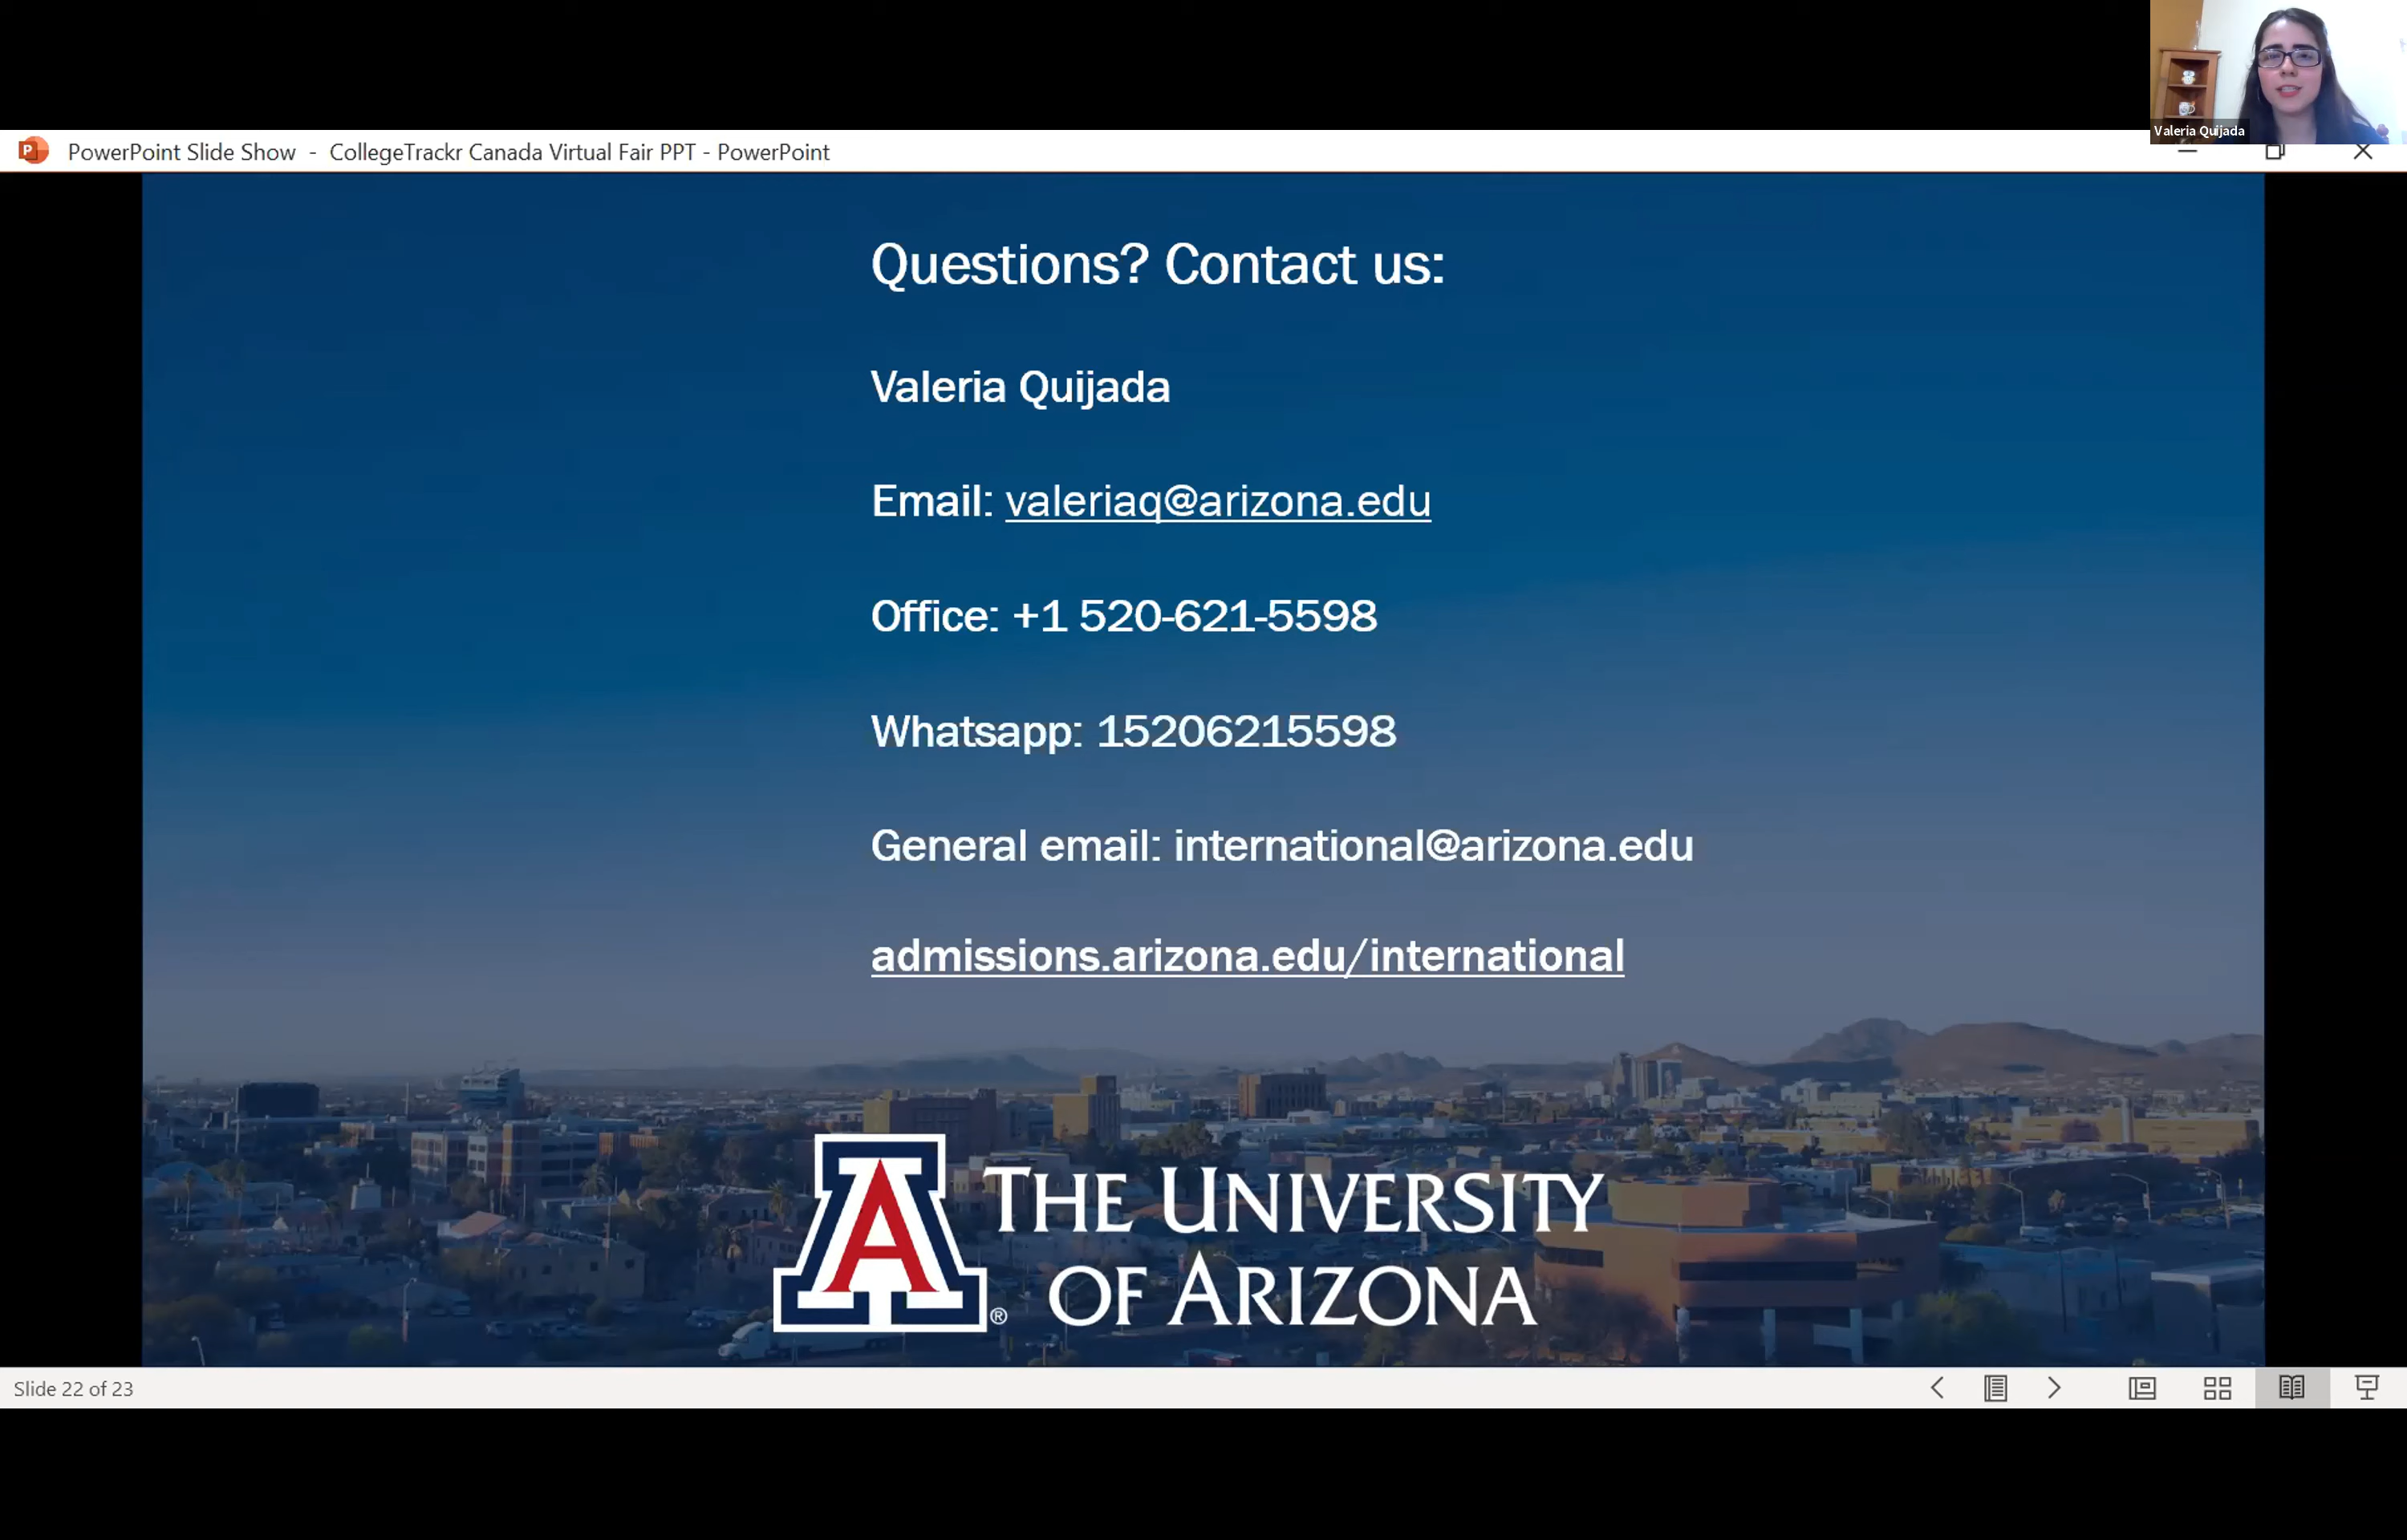 Valeria Quijada
PowerPoint Slide Show - CollegeTrackr Canada Virtual Fair PPT - PowerPoint
Questions? Contact us:
Valeria Quijada
Email: valeriaq@arizona.edu
Office: +1 520-621-5598
Whatsapp: 15206215598
General email: international@arizona.edu
admissions.arizona.edu/international
A
®
THE UNIVERSITY
OF ARIZONA
Slide 22 of 23